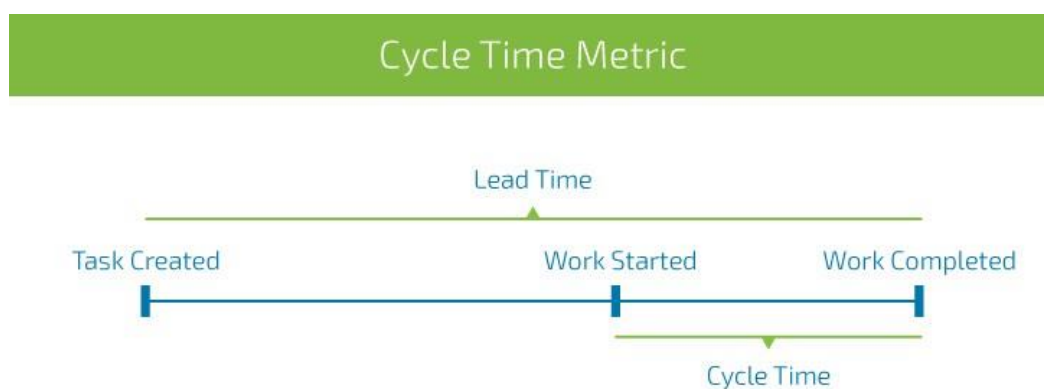 Cycle Time Metric
Lead Time
Task Created Work Started Work Completed
Cycle Time